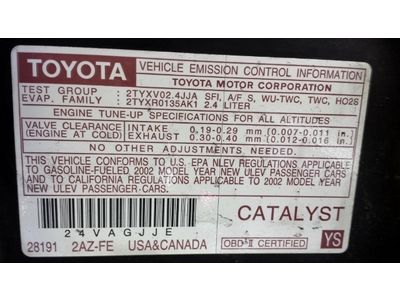 TOYOTA
VEHICLE EMISSION CONTROL INFORMATION
TOYOTA MOTOR CORPORATION
TEST GROUP : 2TYXV02.4JJA SFI, A/F S, WU-TWC, TWC, HO2S
EVAP. FAMILY : 2TYXR0135AK1 2.4 LITER
ENGINE TUNE-UP SPECIFICATIONS FOR ALL ALTITUDES
VALVE CLEARANCE INTAKE 0.19-0.29 mm (0.007-0.011 in.)
(ENGINE AT COLD) EXHAUST 0.30-0.40 mm (0.012-0.016 in.)
NO OTHER ADJUSTMENTS NEEDED.
THIS VEHICLE CONFORMS TO U.S. EPA NLEV REGULATIONS APPLICABLE
TO GASOLINE-FUELED 2002 MODEL YEAR NEW ULEV PASSENGER CARS
AND TO CALIFORNIA REGULATIONS APPLICABLE TO 2002 MODEL YEAR
NEW ULEV PASSENGER CARS.
24VAGJJE
CATALYST
28191 2AZ-FE USA&CANADA OBD-II CERTIFIED YS